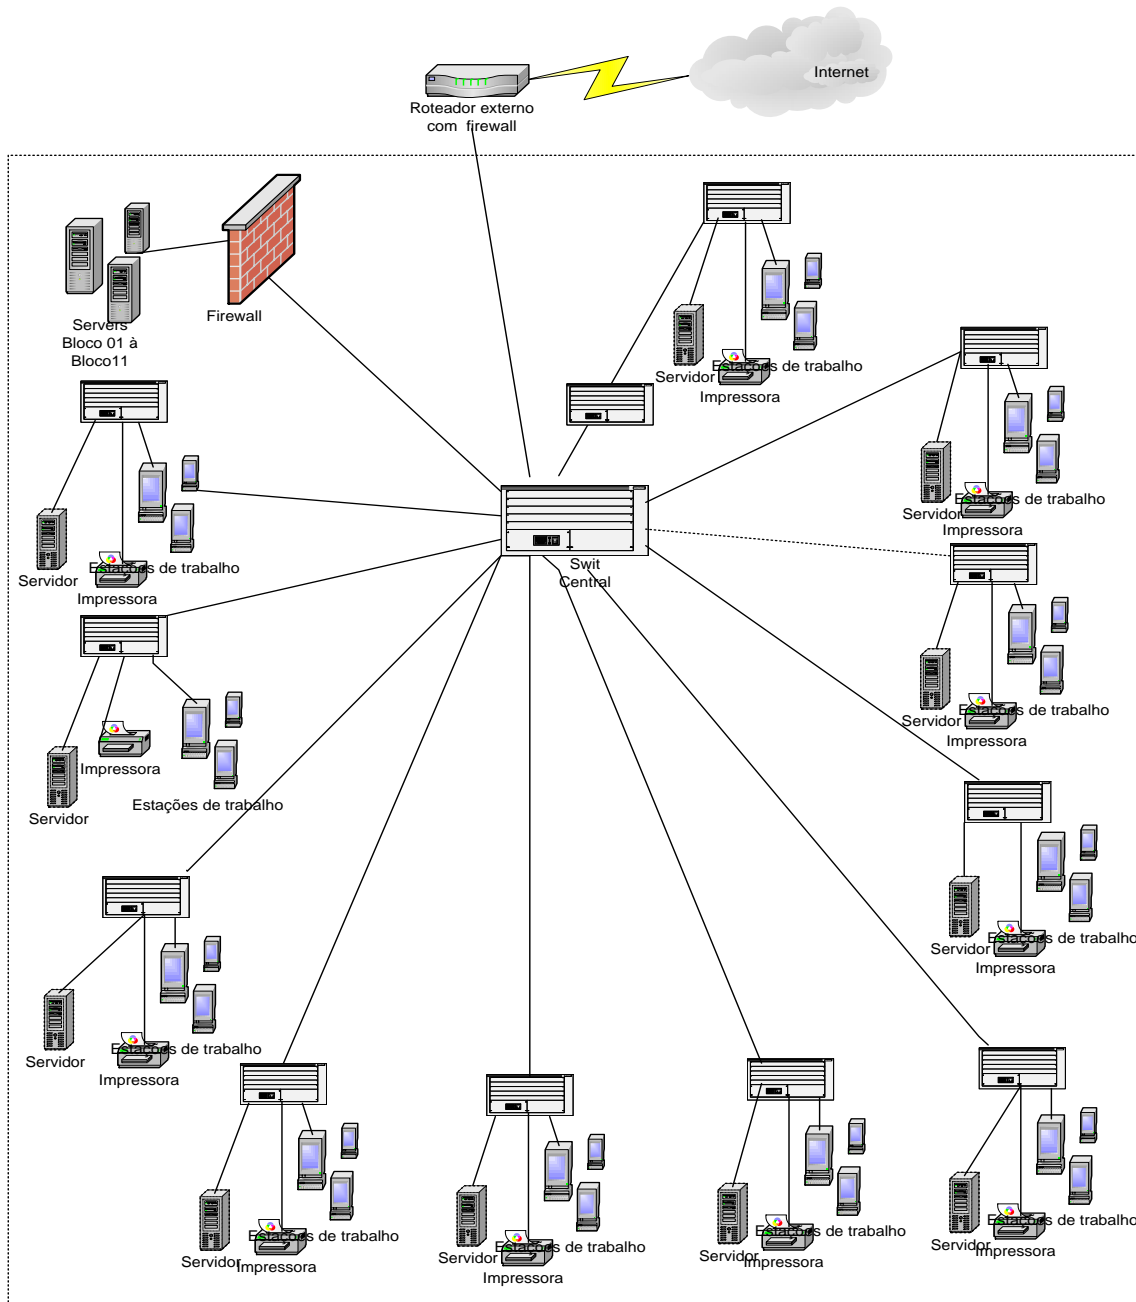 Internet
Roteador externo
com firewall
Firewall
Servers
Bloco 01 à
Bloco11
Estações de trabalho
Servidor
Impressora
Estações de trabalho
Servidor
Impressora
Swit
Central
Estações de trabalho
Servidor
Impressora
Estações de trabalho
Servidor
Impressora
Impressora
Estações de trabalho
Servidor
Estações de trabalho
Servidor
Impressora
Estações de trabalho
Servidor
Impressora
Estações de trabalho
Servidor
Impressora
Estações de trabalho
Servidor
Impressora
Estações de trabalho
Servidor
Impressora
Estações de trabalho
Servidor
Impressora